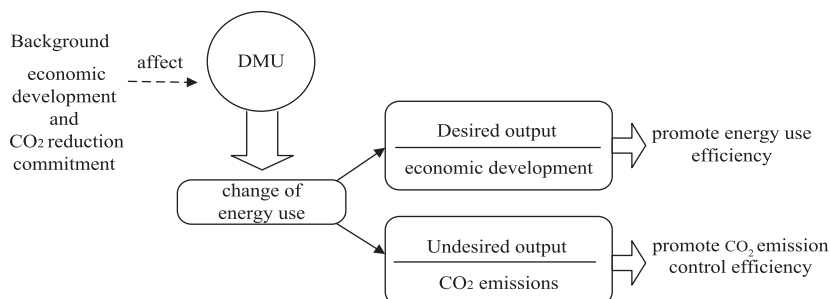 Background
economic
development
and
CO2 reduction
commitment
affect
DMU
change of
energy use
Desired output
economic development
promote energy use
efficiency
Undesired output
CO2 emissions
promote CO2 emission
control efficiency